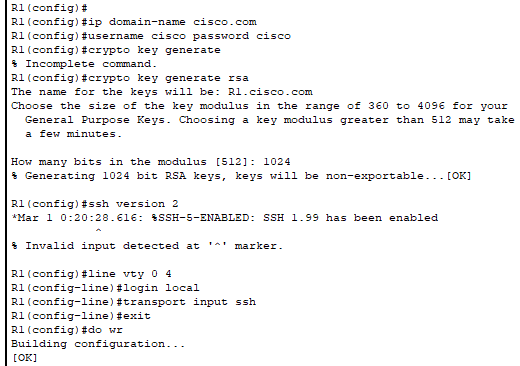 R1(config)#
R1(config)#ip domain-name cisco.com
R1(config)#username cisco password cisco
R1(config)#crypto key generate
% Incomplete command.
R1(config)#crypto key generate rsa
The name for the keys will be: R1.cisco.com
Choose the size of the key modulus in the range of 360 to 4096 for your
  General Purpose Keys. Choosing a key modulus greater than 512 may take
  a few minutes.

How many bits in the modulus [512]: 1024
% Generating 1024 bit RSA keys, keys will be non-exportable...[OK]

R1(config)#ssh version 2
*Mar 1 0:20:28.616: %SSH-5-ENABLED: SSH 1.99 has been enabled
            ^
% Invalid input detected at '^' marker.

R1(config)#line vty 0 4
R1(config-line)#login local
R1(config-line)#transport input ssh
R1(config-line)#exit
R1(config)#do wr
Building configuration...
[OK]